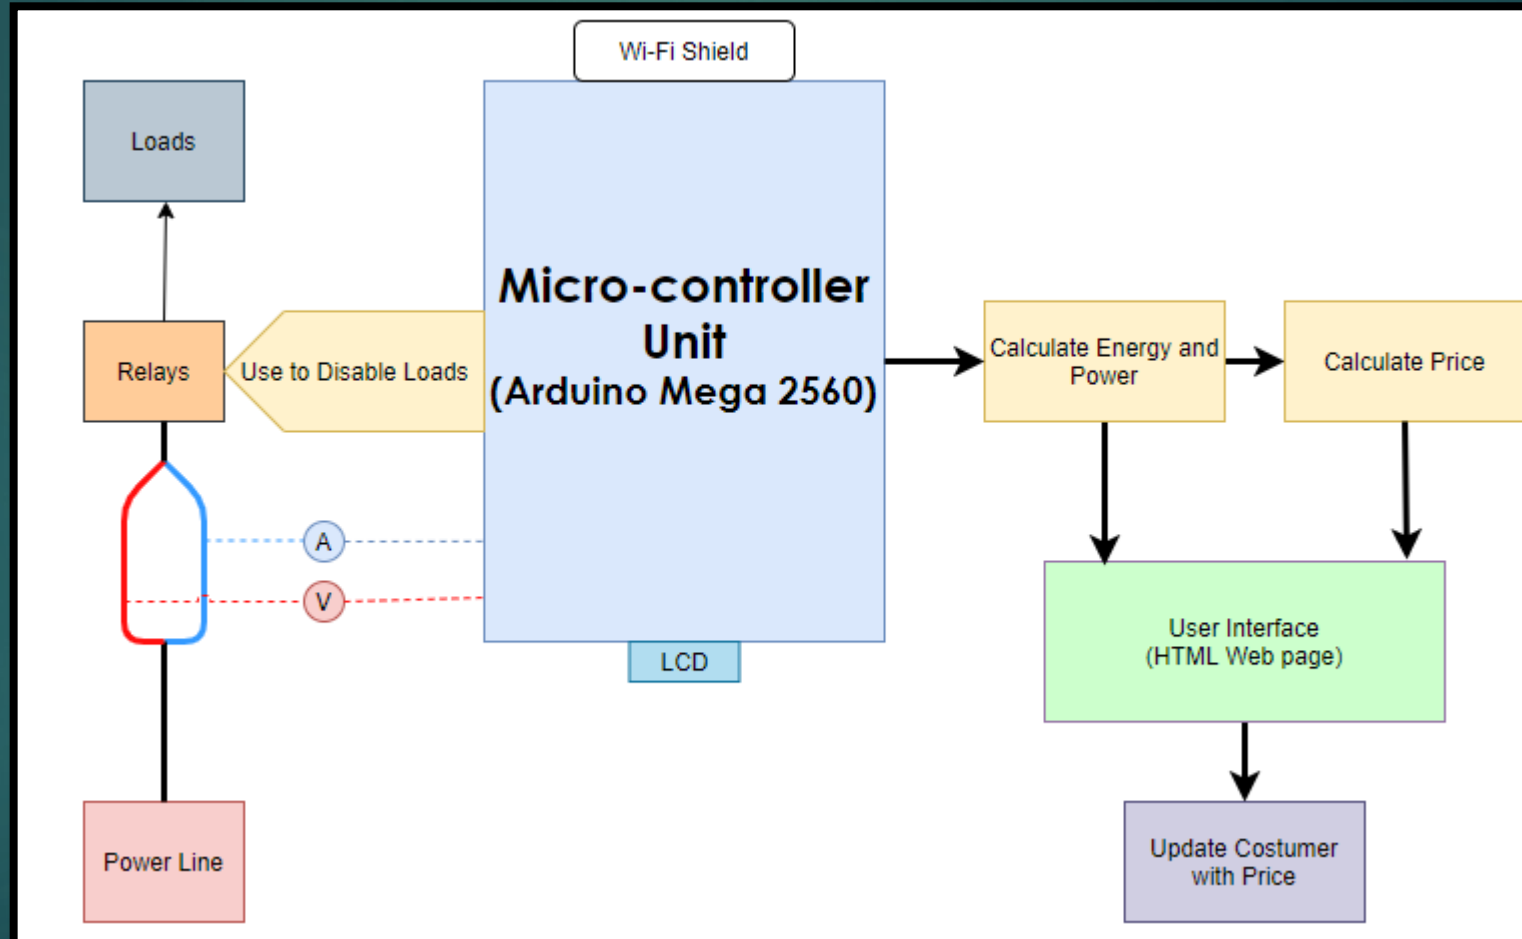 Wi-Fi Shield
Loads
Micro-controller
Unit
(Arduino Mega 2560)
Relays
Use to Disable Loads
Calculate Energy and
Power
Calculate Price
A
V
User Interface
(HTML Web page)
LCD
Power Line
Update Costumer
with Price